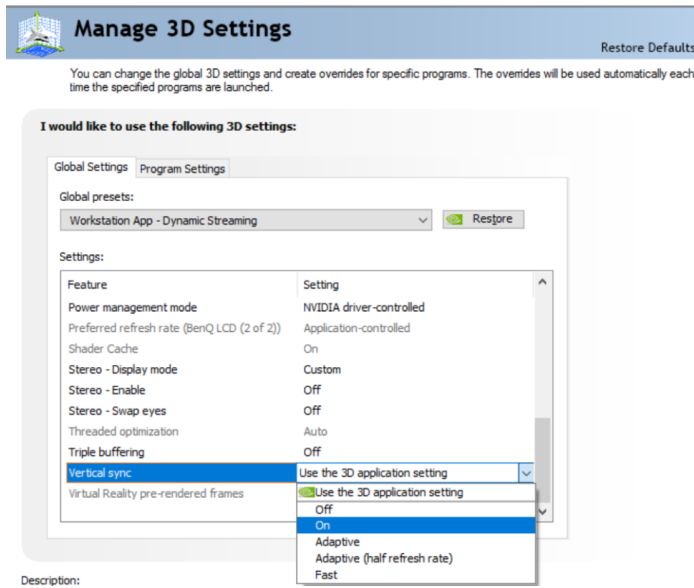 Manage 3D Settings
Restore Defaults
You can change the global 3D settings and create overrides for specific programs. The overrides will be used automatically each
time the specified programs are launched.
I would like to use the following 3D settings:
Global Settings Program Settings
Global presets:
Workstation App - Dynamic Streaming Restore
Settings:
Feature Setting
Power management mode NVIDIA driver-controlled
Preferred refresh rate (BenQ LCD (2 of 2)) Application-controlled
Shader Cache On
Stereo - Display mode Custom
Stereo - Enable Off
Stereo - Swap eyes Off
Threaded optimization Auto
Triple buffering Off
Vertical sync Use the 3D application setting
Virtual Reality pre-rendered frames Use the 3D application setting
Off
On
Adaptive
Adaptive (half refresh rate)
Fast
Description: